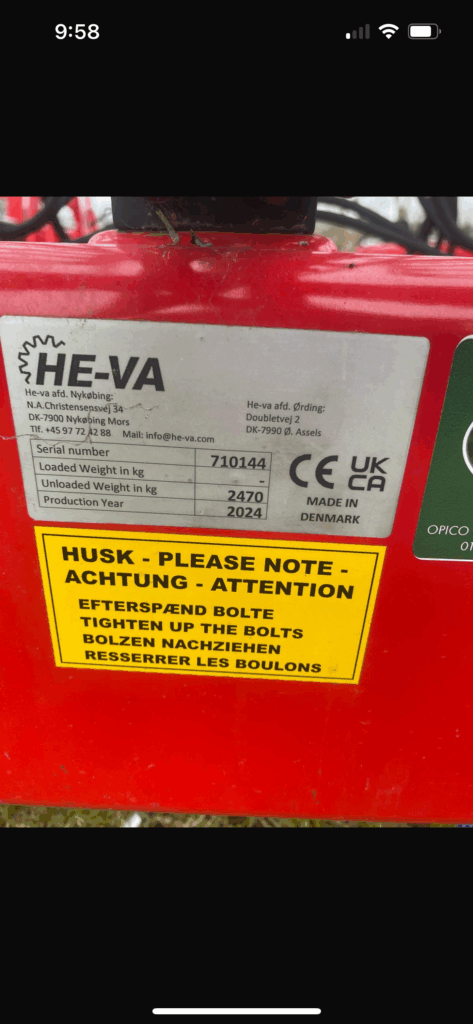 9:58
HE-VA
He-va afd. Nykøbing:
N.A.Christensensvej 34
DK-7900 Nykøbing Mors
Tlf. +45 97 72 42 88 Mail: info@he-va.com
He-va afd. Ørding:
Doubletvej 2
DK-7990 Ø. Assels
Serial number 710144
Loaded Weight in kg -
Unloaded Weight in kg 2470
Production Year 2024
CE UK
CA
MADE IN
DENMARK
OPICO
01
HUSK - PLEASE NOTE -
ACHTUNG - ATTENTION
EFTERSPÆND BOLTE
TIGHTEN UP THE BOLTS
BOLZEN NACHZIEHEN
RESSERRER LES BOULONS